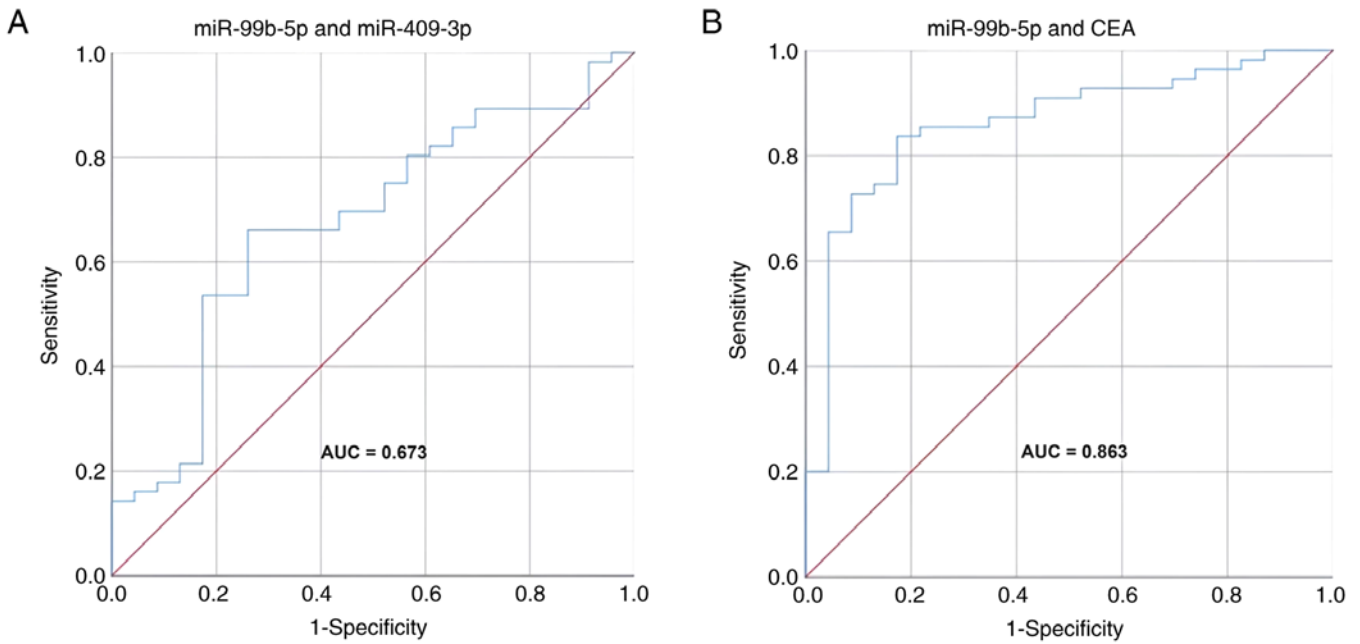 A
miR-99b-5p and miR-409-3p
1.0
0.8
0.6
0.4
0.2
0.0
Sensitivity
AUC = 0.673
0.0 0.2 0.4 0.6 0.8 1.0
1-Specificity
B
miR-99b-5p and CEA
1.0
0.8
0.6
0.4
0.2
0.0
Sensitivity
AUC = 0.863
0.0 0.2 0.4 0.6 0.8 1.0
1-Specificity